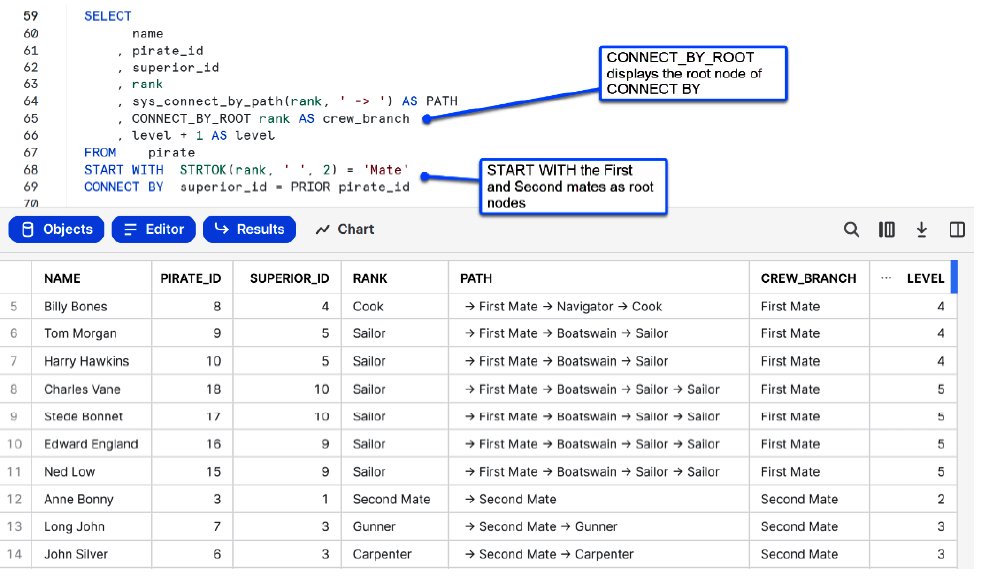 59 SELECT
60 name
61 , pirate_id
62 , superior_id
63 , rank
64 , sys_connect_by_path(rank, ' -> ') AS PATH
65 , CONNECT_BY_ROOT rank AS crew_branch
66 , level + 1 AS level
67 FROM pirate
68 START WITH STRTOK(rank, ' ', 2) = 'Mate'
69 CONNECT BY superior_id = PRIOR pirate_id
70
CONNECT_BY_ROOT
displays the root node of
CONNECT BY
START WITH the First
and Second mates as root
nodes
Objects Editor Results Chart
NAME PIRATE_ID SUPERIOR_ID RANK PATH CREW_BRANCH ... LEVEL
5 Billy Bones 8 4 Cook → First Mate → Navigator → Cook First Mate 4
6 Tom Morgan 9 5 Sailor → First Mate → Boatswain → Sailor First Mate 4
7 Harry Hawkins 10 5 Sailor → First Mate → Boatswain → Sailor First Mate 4
8 Charles Vane 18 10 Sailor → First Mate → Boatswain → Sailor → Sailor First Mate 5
9 Stede Bonnet 17 10 Sailor → First Mate → Boatswain → Sailor → Sailor First Mate 5
10 Edward England 16 9 Sailor → First Mate → Boatswain → Sailor → Sailor First Mate 5
11 Ned Low 15 9 Sailor → First Mate → Boatswain → Sailor → Sailor First Mate 5
12 Anne Bonny 3 1 Second Mate → Second Mate Second Mate 2
13 Long John 7 3 Gunner → Second Mate → Gunner Second Mate 3
14 John Silver 6 3 Carpenter → Second Mate → Carpenter Second Mate 3